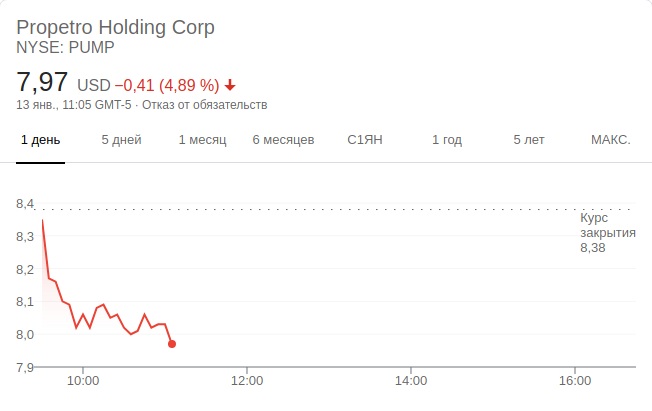 Propetro Holding Corp
NYSE: PUMP
7,97 USD −0,41 (4,89 %)
13 янв., 11:05 GMT-5 · Отказ от обязательств
1 день 5 дней 1 месяц 6 месяцев С1ЯН 1 год 5 лет МАКС.
8,4
8,3
8,2
8,1
8,0
7,9
Курс
закрытия
8,38
10:00 12:00 14:00 16:00